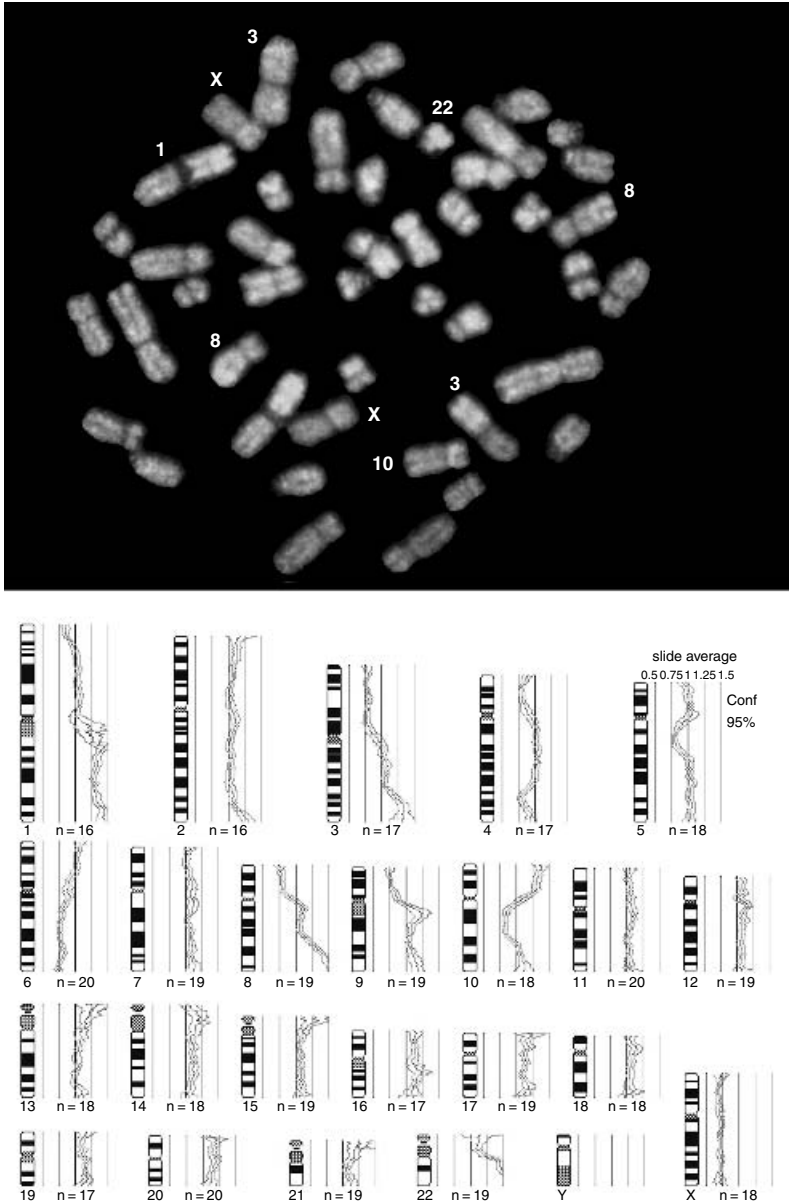 3
X
22
1
8
8
3
X
10
slide average
0.5 0.75 1 1.25 1.5
Conf
95%
1 n = 16
2 n = 16
3 n = 17
4 n = 17
5 n = 18
6 n = 20
7 n = 19
8 n = 19
9 n = 19
10 n = 18
11 n = 20
12 n = 19
13 n = 18
14 n = 18
15 n = 19
16 n = 17
17 n = 19
18 n = 18
19 n = 17
20 n = 20
21 n = 19
22 n = 19
Y
X n = 18